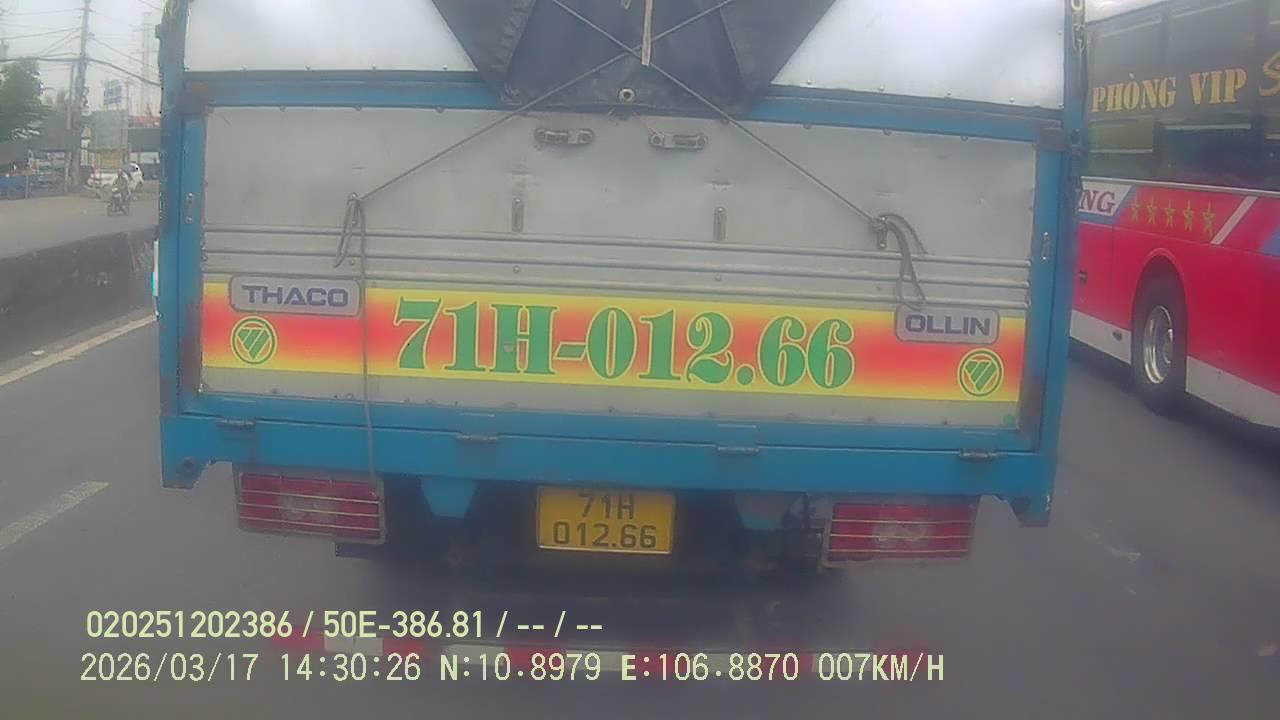 PHÒNG VIP
NG
THACO
71H-012.66
OLLIN
71H
012.66
020251202386 / 50E-386.81 / -- / --
2026/03/17 14:30:26 N:10.8979 E:106.8870 007KM/H